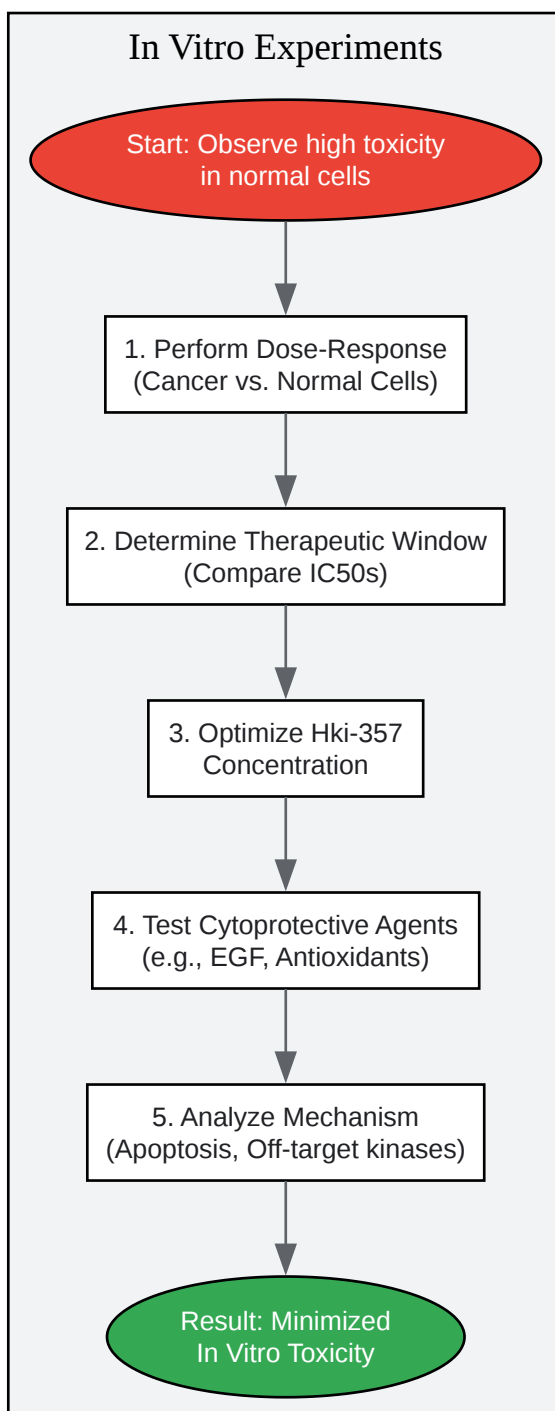 In Vitro Experiments
Start: Observe high toxicity
in normal cells
1. Perform Dose-Response
(Cancer vs. Normal Cells)
2. Determine Therapeutic Window
(Compare IC50s)
3. Optimize Hki-357
Concentration
4. Test Cytoprotective Agents
(e.g., EGF, Antioxidants)
5. Analyze Mechanism
(Apoptosis, Off-target kinases)
Result: Minimized
In Vitro Toxicity